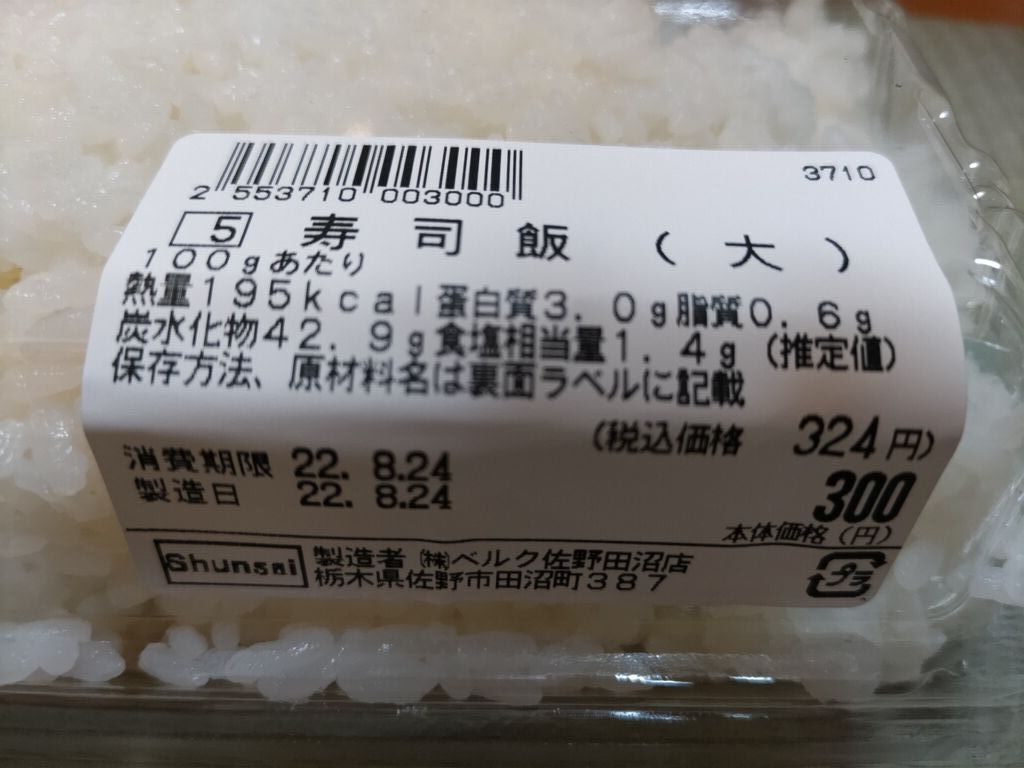 3710
2 553710 003000
5 寿司飯(大)
100gあたり
熱量195kcal蛋白質3.0g脂質0.6g
炭水化物42.9g食塩相当量1.4g(推定値)
保存方法、原材料名は裏面ラベルに記載
(税込価格 324円)
消費期限 22. 8.24
製造日 22. 8.24
300
本体価格(円)
Shunsai
製造者 ㈱ベルク佐野田沼店
栃木県佐野市田沼町387
プラ